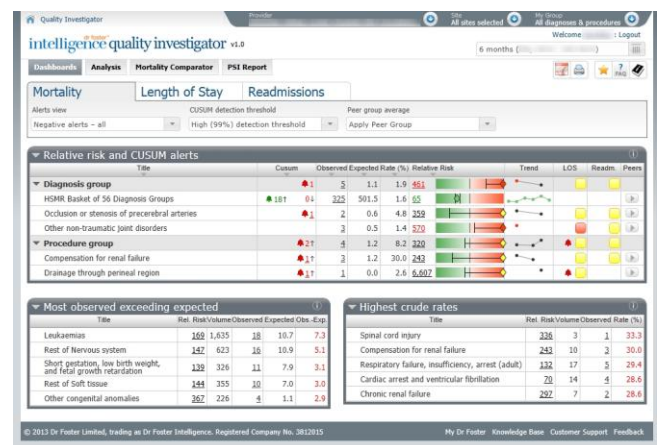 Quality Investigator
Provider
Site
All sites selected
My Group
All diagnoses & procedures
Welcome : Logout
dr foster
intelligence quality investigator v1.0
6 months (
Dashboards Analysis Mortality Comparator PSI Report
FAQ
Mortality Length of Stay Readmissions
Alerts view CUSUM detection threshold Peer group average
Negative alerts – all High (99%) detection threshold Apply Peer Group
Relative risk and CUSUM alerts
Title Cusum Observed Expected Rate (%) Relative Risk Trend LOS Readm. Peers
Diagnosis group 1 5 1.1 1.9 461
HSMR Basket of 56 Diagnosis Groups 18↑ 0↓ 325 501.5 1.6 65
Occlusion or stenosis of precerebral arteries 1 2 0.6 4.8 359
Other non-traumatic joint disorders 3 0.5 1.4 570
Procedure group 2↑ 4 1.2 8.2 320
Compensation for renal failure 1↑ 3 1.2 30.0 243
Drainage through perineal region 1↑ 1 0.0 2.6 6,607
Most observed exceeding expected
Title Rel. Risk Volume Observed Expected Obs.-Exp.
Leukaemias 169 1,635 18 10.7 7.3
Rest of Nervous system 147 623 16 10.9 5.1
Short gestation, low birth weight, and fetal growth retardation 139 326 11 7.9 3.1
Rest of Soft tissue 144 355 10 7.0 3.0
Other congenital anomalies 367 226 4 1.1 2.9
Highest crude rates
Title Rel. Risk Volume Observed Rate (%)
Spinal cord injury 336 3 1 33.3
Compensation for renal failure 243 10 3 30.0
Respiratory failure, insufficiency, arrest (adult) 132 17 5 29.4
Cardiac arrest and ventricular fibrillation 70 14 4 28.6
Chronic renal failure 297 7 2 28.6
© 2013 Dr Foster Limited, trading as Dr Foster Intelligence. Registered Company No. 3812015
My Dr Foster Knowledge Base Customer Support Feedback